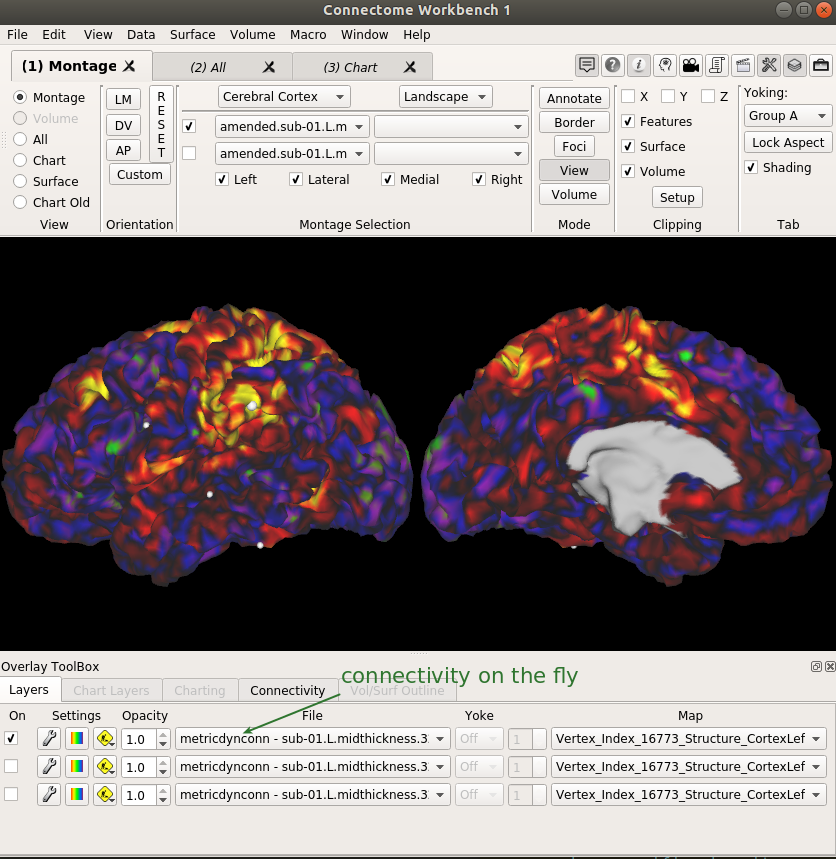 Connectome Workbench 1
File Edit View Data Surface Volume Macro Window Help
(1) Montage (2) All (3) Chart
Montage
Volume
All
Chart
Surface
Chart Old
View
LM
DV
AP
Custom
R
E
S
E
T
Orientation
Cerebral Cortex Landscape
amended.sub-01.L.m
amended.sub-01.L.m
Left Lateral Medial Right
Montage Selection
Annotate
Border
Foci
View
Volume
Mode
X Y Z
Features
Surface
Volume
Setup
Clipping
Yoking:
Group A
Lock Aspect
Shading
Tab
Overlay ToolBox
connectivity on the fly
Layers Chart Layers Charting Connectivity Vol/Surf Outline
On Settings Opacity File Yoke Map
1.0 metricdynconn - sub-01.L.midthickness.3 Off 1 Vertex_Index_16773_Structure_CortexLef
1.0 metricdynconn - sub-01.L.midthickness.3 Off 1 Vertex_Index_16773_Structure_CortexLef
1.0 metricdynconn - sub-01.L.midthickness.3 Off 1 Vertex_Index_16773_Structure_CortexLef